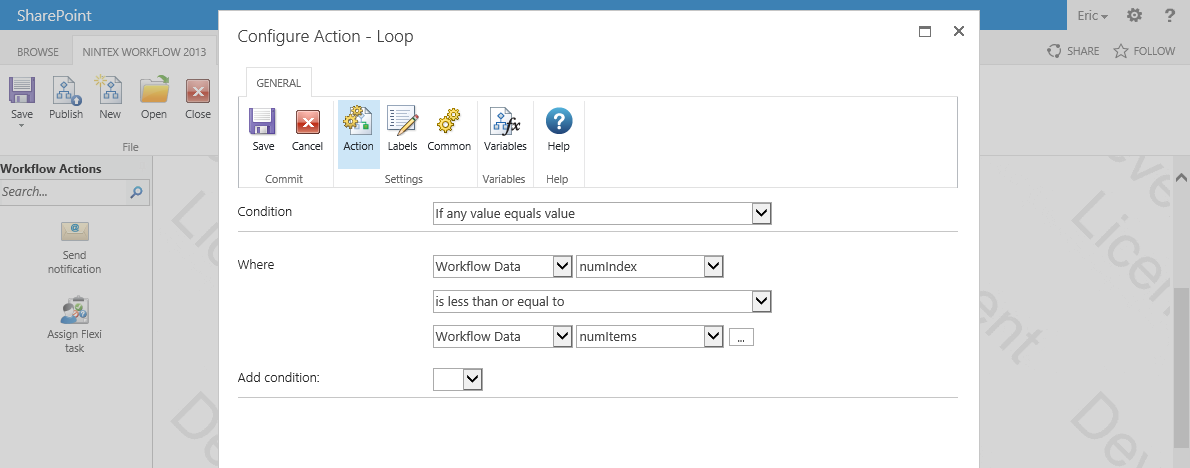 SharePoint
Eric
?
BROWSE
NINTEX WORKFLOW 2013
SHARE
FOLLOW
Save
Publish
New
Open
Close
File
Workflow Actions
Search...
Send
notification
Assign Flexi
task
Configure Action - Loop
GENERAL
Save
Cancel
Action
Labels
Common
fx
Variables
?
Help
Commit
Settings
Variables
Help
Condition
If any value equals value
Where
Workflow Data
numIndex
is less than or equal to
Workflow Data
numItems
...
Add condition: